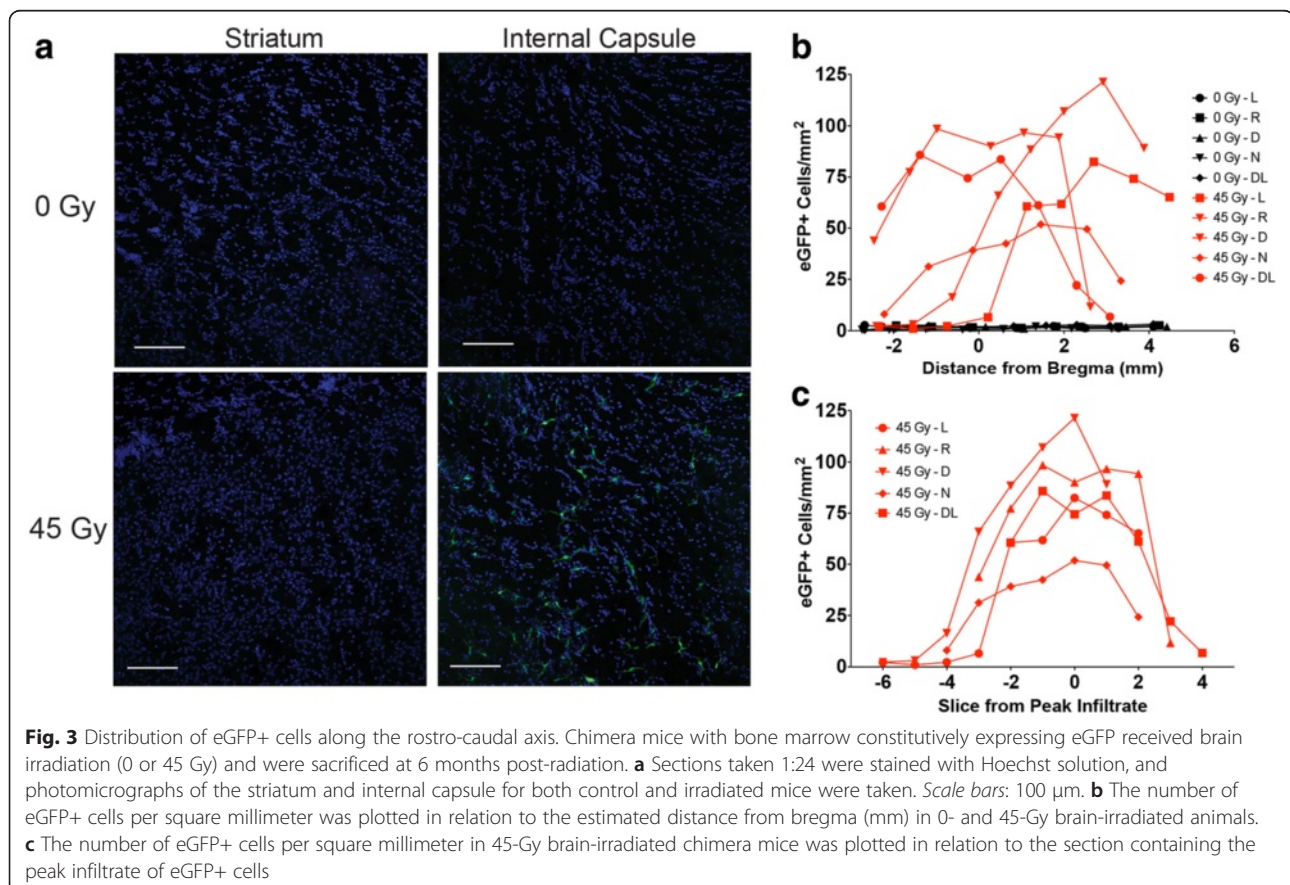 a
Striatum
Internal Capsule
0 Gy
45 Gy
b
eGFP+ Cells/mm²
125
100
75
50
25
0
-2
0
2
4
6
Distance from Bregma (mm)
0 Gy - L
0 Gy - R
0 Gy - D
0 Gy - N
0 Gy - DL
45 Gy - L
45 Gy - R
45 Gy - D
45 Gy - N
45 Gy - DL
c
eGFP+ Cells/mm²
125
100
75
50
25
0
-6
-4
-2
0
2
4
Slice from Peak Infiltrate
45 Gy - L
45 Gy - R
45 Gy - D
45 Gy - N
45 Gy - DL
Fig. 3 Distribution of eGFP+ cells along the rostro-caudal axis. Chimera mice with bone marrow constitutively expressing eGFP received brain
irradiation (0 or 45 Gy) and were sacrificed at 6 months post-radiation. a Sections taken 1:24 were stained with Hoechst solution, and
photomicrographs of the striatum and internal capsule for both control and irradiated mice were taken. Scale bars: 100 μm. b The number of
eGFP+ cells per square millimeter was plotted in relation to the estimated distance from bregma (mm) in 0- and 45-Gy brain-irradiated animals.
c The number of eGFP+ cells per square millimeter in 45-Gy brain-irradiated chimera mice was plotted in relation to the section containing the
peak infiltrate of eGFP+ cells